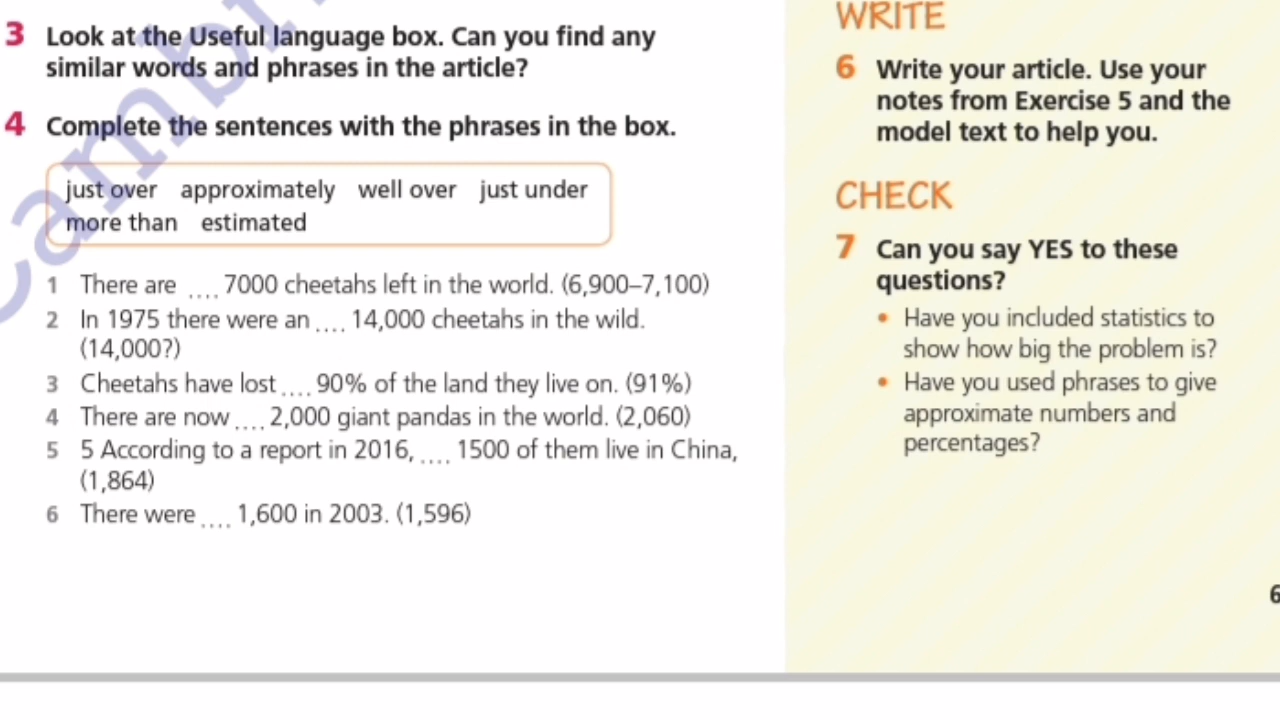 3 Look at the Useful language box. Can you find any
similar words and phrases in the article?
4 Complete the sentences with the phrases in the box.
just over approximately well over just under
more than estimated
1 There are .... 7000 cheetahs left in the world. (6,900–7,100)
2 In 1975 there were an .... 14,000 cheetahs in the wild.
(14,000?)
3 Cheetahs have lost .... 90% of the land they live on. (91%)
4 There are now .... 2,000 giant pandas in the world. (2,060)
5 5 According to a report in 2016, .... 1500 of them live in China,
(1,864)
6 There were .... 1,600 in 2003. (1,596)
WRITE
6 Write your article. Use your
notes from Exercise 5 and the
model text to help you.
CHECK
7 Can you say YES to these
questions?
• Have you included statistics to
show how big the problem is?
• Have you used phrases to give
approximate numbers and
percentages?